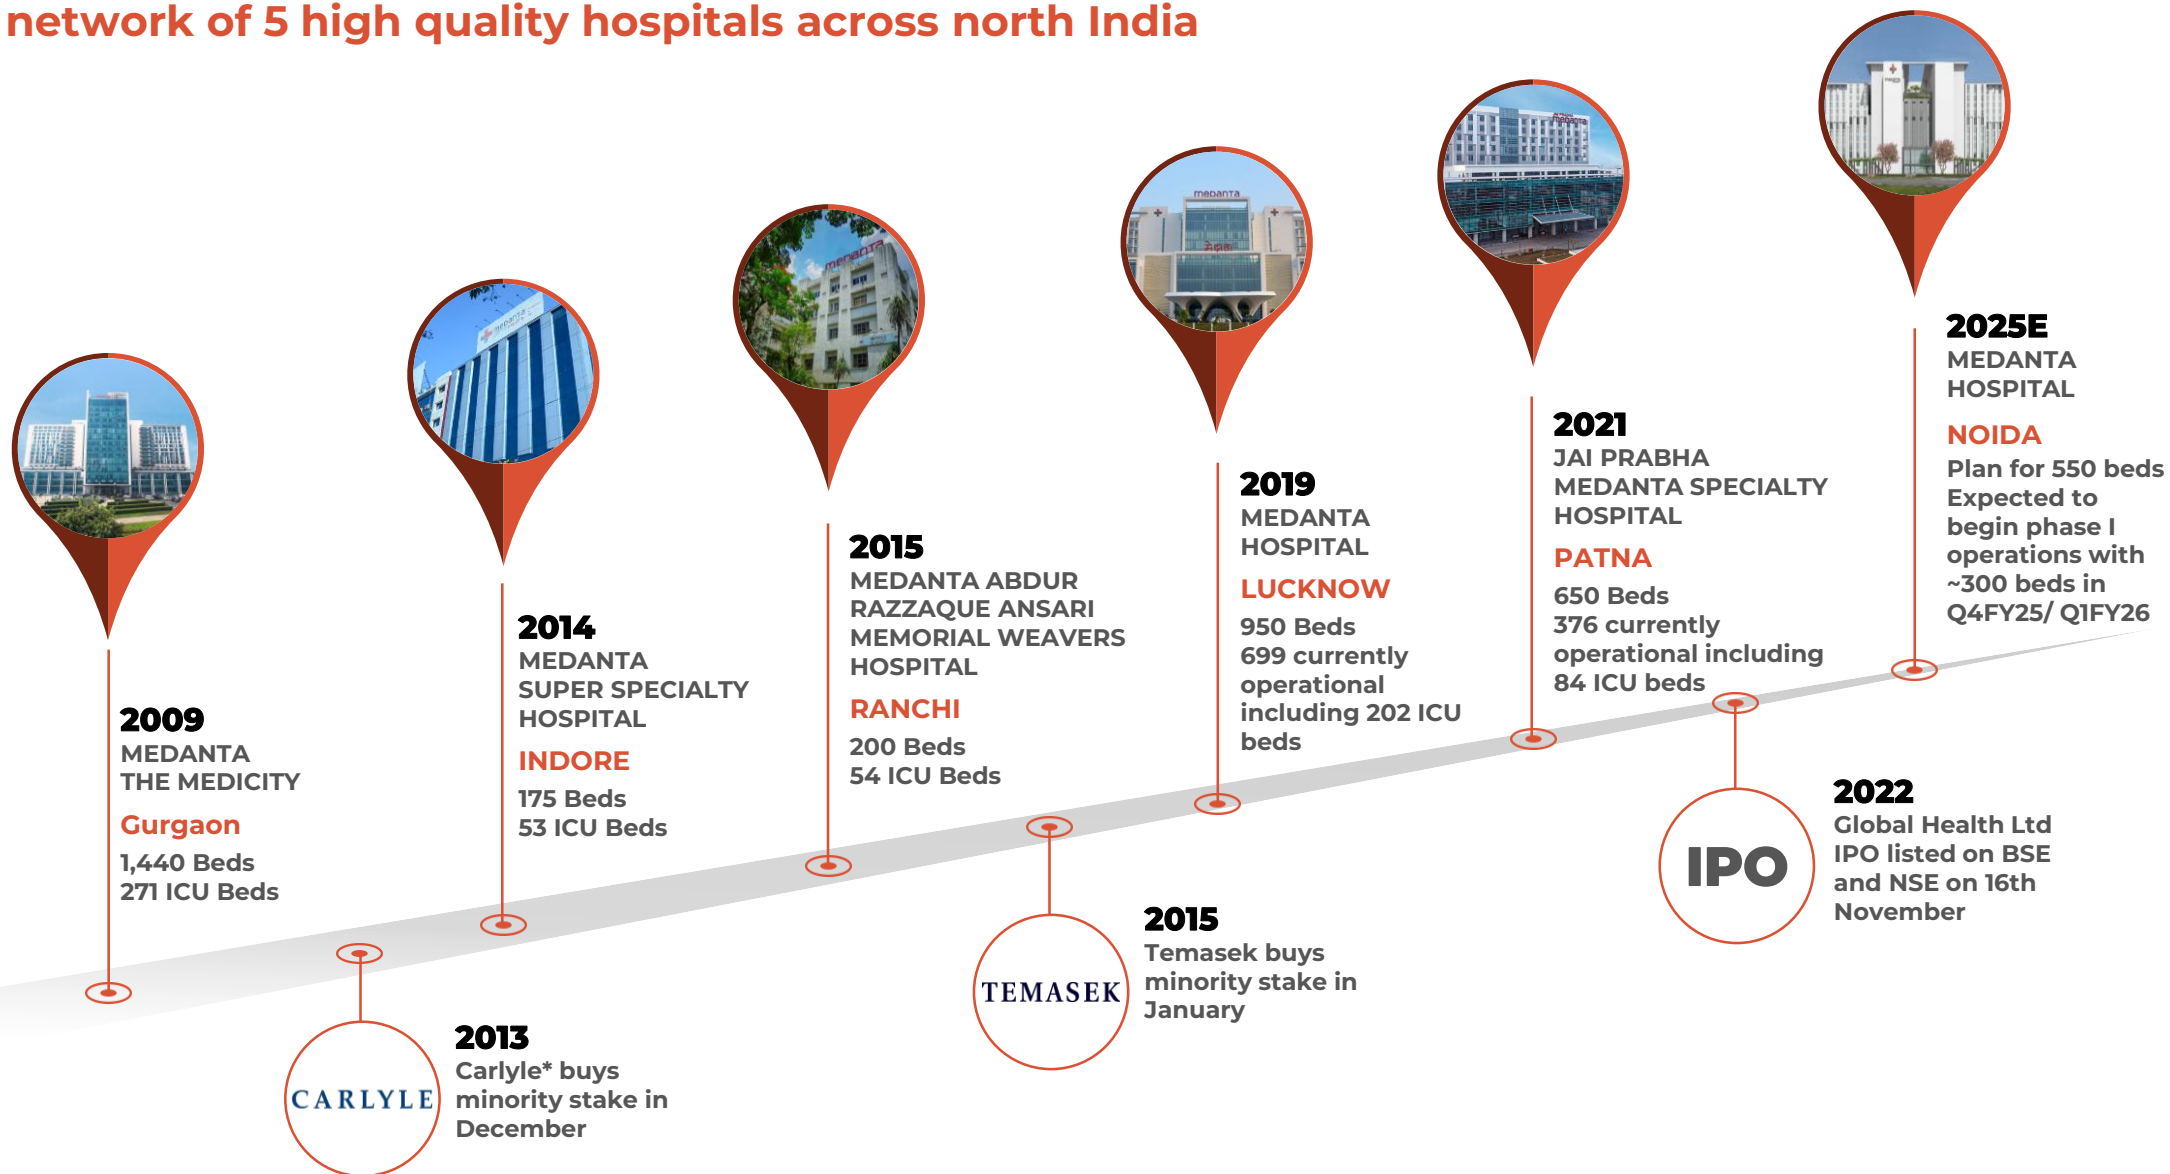 network of 5 high quality hospitals across north India
2009
MEDANTA
THE MEDICITY
Gurgaon
1,440 Beds
271 ICU Beds
CARLYLE
2013
Carlyle* buys
minority stake in
December
medanta
2014
MEDANTA
SUPER SPECIALTY
HOSPITAL
INDORE
175 Beds
53 ICU Beds
medanta
2015
MEDANTA ABDUR
RAZZAQUE ANSARI
MEMORIAL WEAVERS
HOSPITAL
RANCHI
200 Beds
54 ICU Beds
TEMASEK
2015
Temasek buys
minority stake in
January
medanta
मेदांता
2019
MEDANTA
HOSPITAL
LUCKNOW
950 Beds
699 currently
operational
including 202 ICU
beds
medanta
2021
JAI PRABHA
MEDANTA SPECIALTY
HOSPITAL
PATNA
650 Beds
376 currently
operational including
84 ICU beds
IPO
2022
Global Health Ltd
IPO listed on BSE
and NSE on 16th
November
medanta
2025E
MEDANTA
HOSPITAL
NOIDA
Plan for 550 beds
Expected to
begin phase I
operations with
~300 beds in
Q4FY25/ Q1FY26